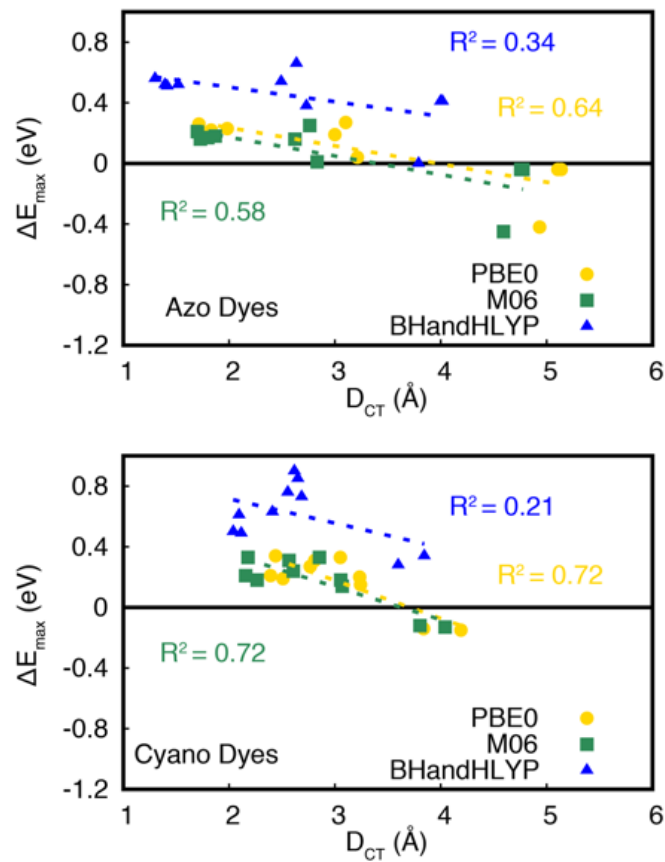 0.8
R² = 0.34
0.4
R² = 0.64
0
ΔE_max (eV)
R² = 0.58
-0.4
PBE0
M06
-0.8
Azo Dyes
BHandHLYP
-1.2
1 2 3 4 5 6
D_CT (Å)
0.8
R² = 0.21
0.4
R² = 0.72
0
ΔE_max (eV)
R² = 0.72
-0.4
PBE0
M06
-0.8
Cyano Dyes
BHandHLYP
-1.2
1 2 3 4 5 6
D_CT (Å)